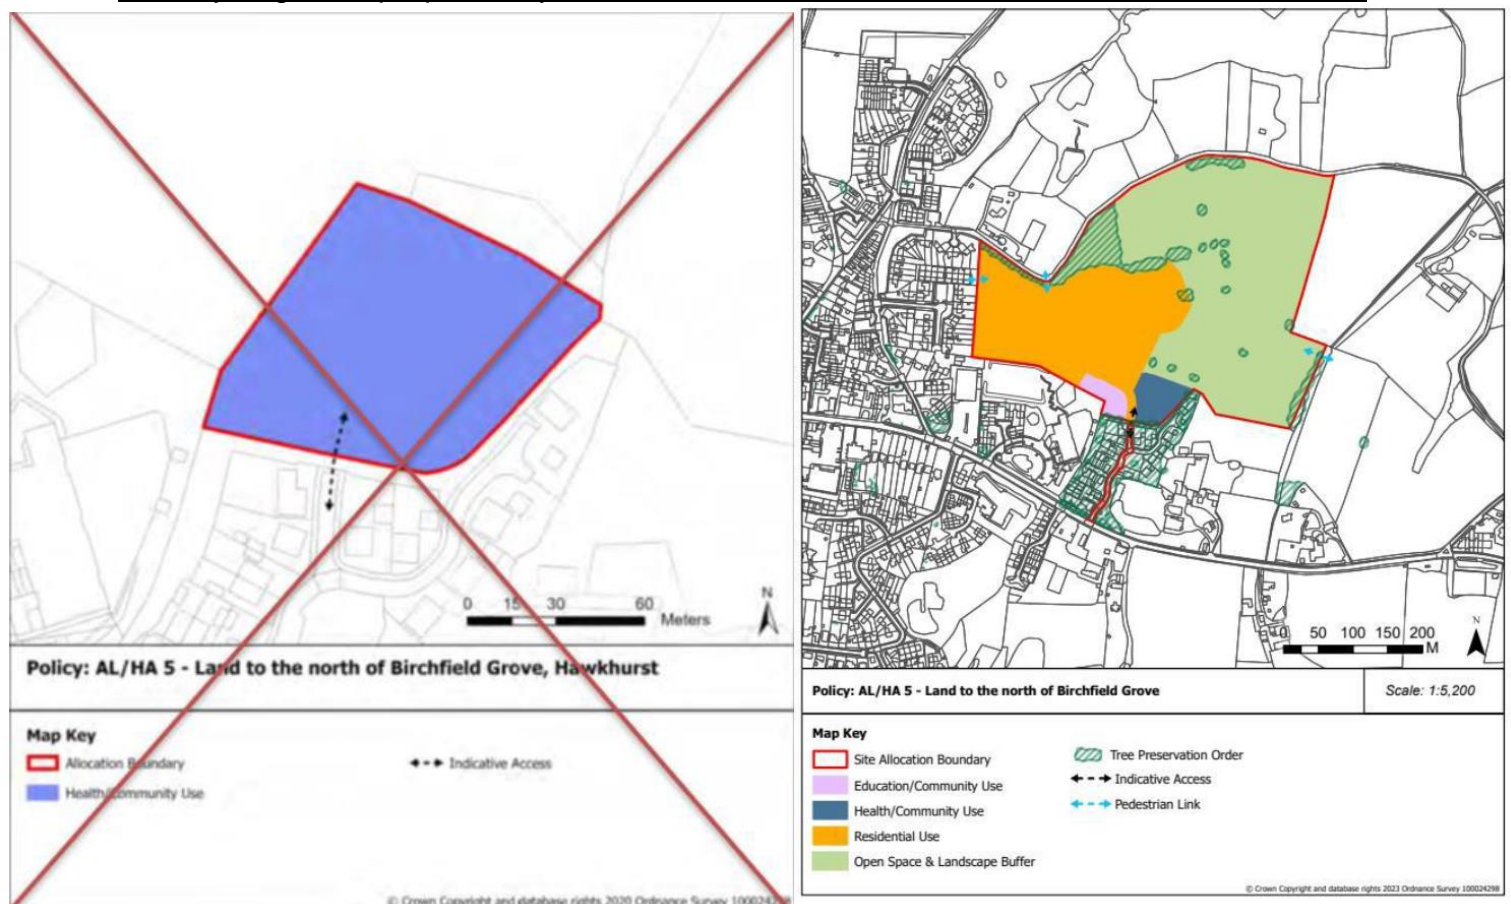 0 15 30 60
Meters
N
Policy: AL/HA 5 - Land to the north of Birchfield Grove, Hawkhurst
Map Key
Allocation Boundary
Indicative Access
Health/Community Use
© Crown Copyright and database rights 2020 Ordnance Survey 100024298
N
0 50 100 150 200
M
Policy: AL/HA 5 - Land to the north of Birchfield Grove
Scale: 1:5,200
Map Key
Site Allocation Boundary
Education/Community Use
Health/Community Use
Residential Use
Open Space & Landscape Buffer
Tree Preservation Order
Indicative Access
Pedestrian Link
© Crown Copyright and database rights 2023 Ordnance Survey 100024298